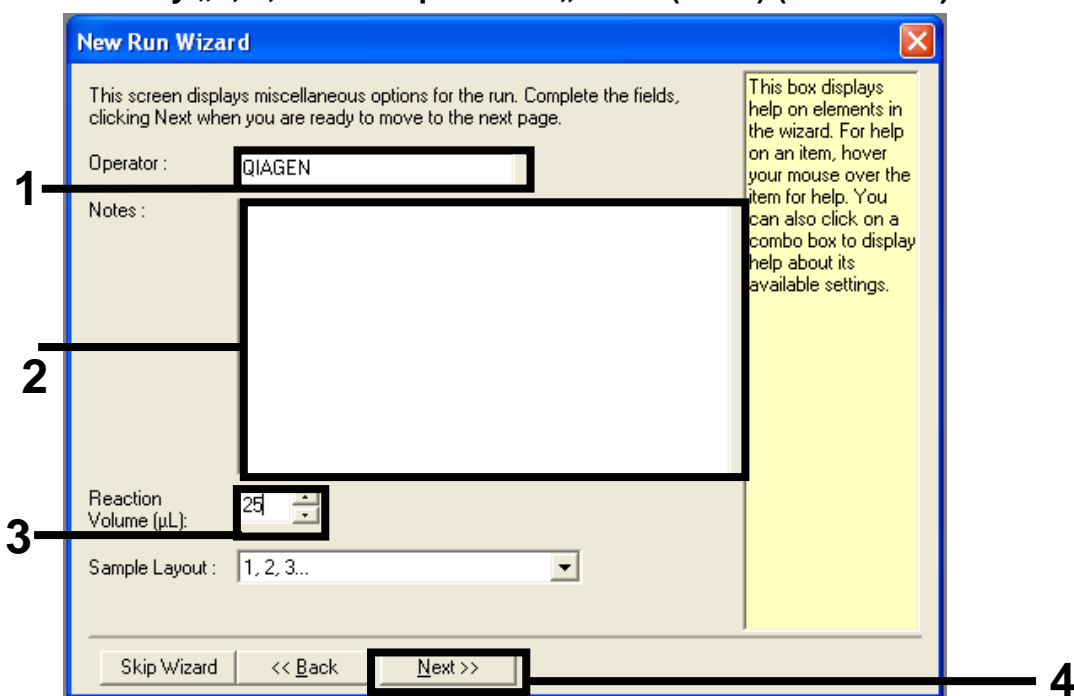 New Run Wizard
This screen displays miscellaneous options for the run. Complete the fields,
clicking Next when you are ready to move to the next page.
This box displays
help on elements in
the wizard. For help
on an item, hover
your mouse over the
item for help. You
can also click on a
combo box to display
help about its
available settings.
Operator :
QIAGEN
1
Notes :
2
Reaction
Volume (µL):
25
3
Sample Layout :
1, 2, 3...
Skip Wizard
<< Back
Next >>
4